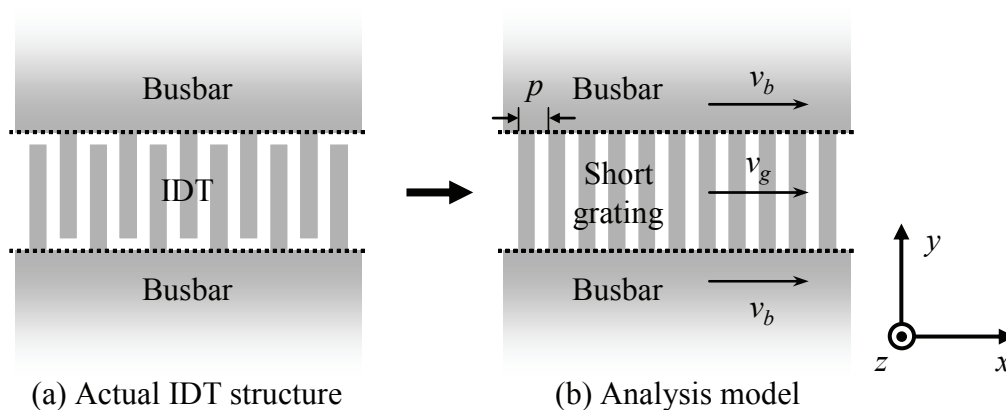 Busbar
IDT
Busbar
(a) Actual IDT structure
p
Busbar
v_b
Short
grating
v_g
Busbar
v_b
(b) Analysis model
y
z
x